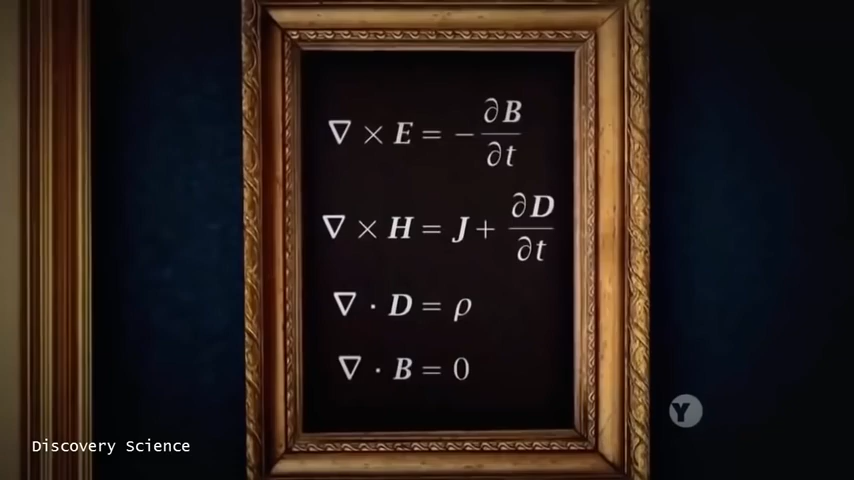 ∇ × E = − ∂B/∂t
∇ × H = J + ∂D/∂t
∇ · D = ρ
∇ · B = 0
Y
Discovery Science